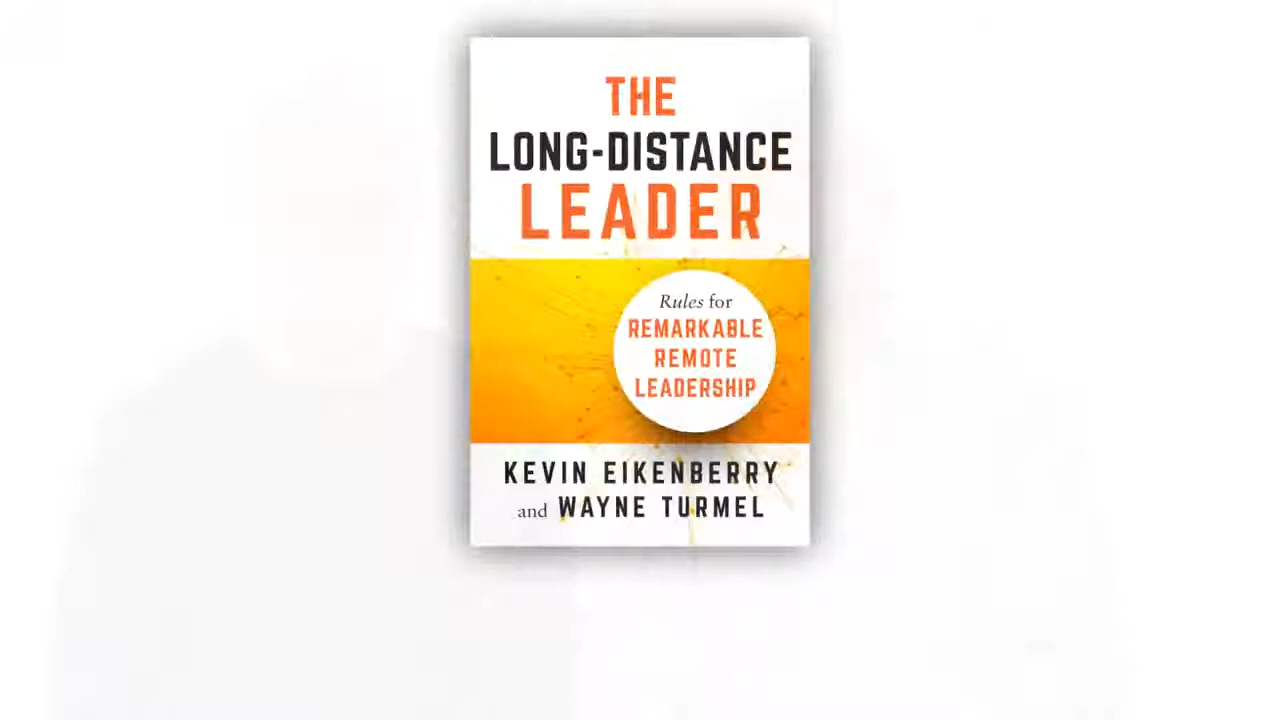 THE
LONG-DISTANCE
LEADER
Rules for
REMARKABLE
REMOTE
LEADERSHIP
KEVIN EIKENBERRY
and WAYNE TURMEL